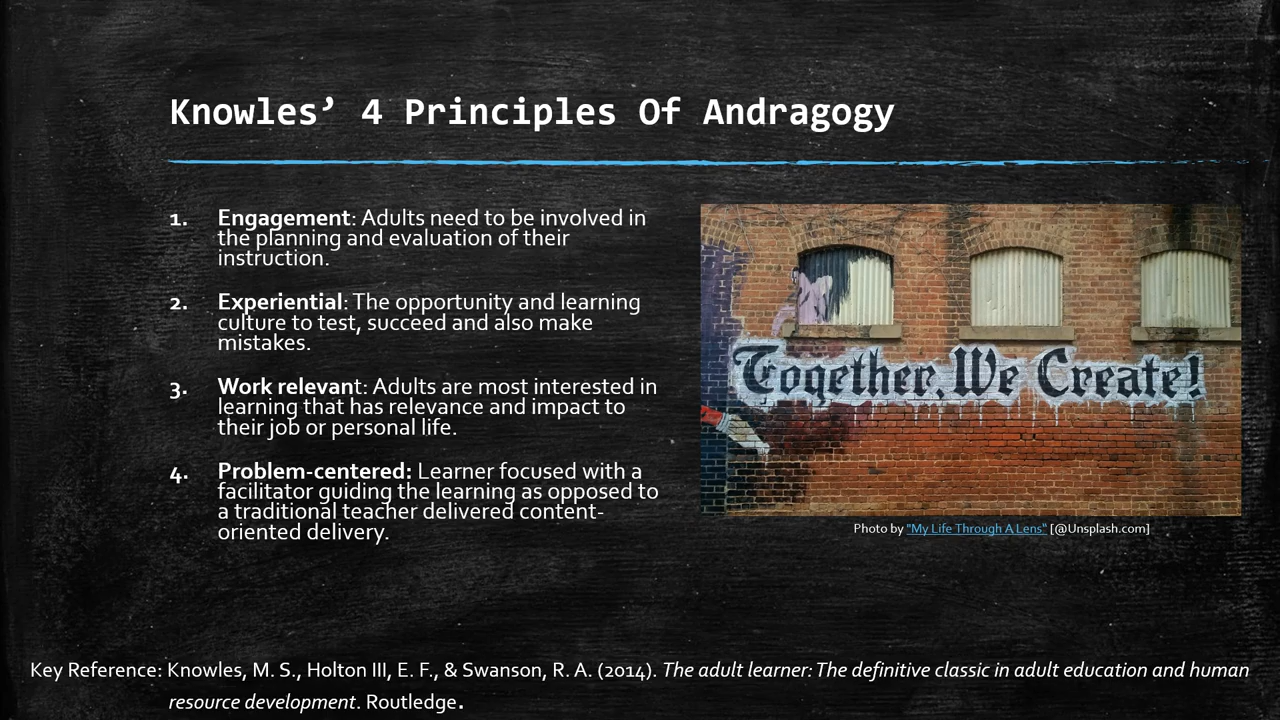 Knowles’ 4 Principles Of Andragogy
1. Engagement: Adults need to be involved in
the planning and evaluation of their
instruction.
2. Experiential: The opportunity and learning
culture to test, succeed and also make
mistakes.
3. Work relevant: Adults are most interested in
learning that has relevance and impact to
their job or personal life.
4. Problem-centered: Learner focused with a
facilitator guiding the learning as opposed to
a traditional teacher delivered content-
oriented delivery.
Together, We Create!
Photo by "My Life Through A Lens" [@Unsplash.com]
Key Reference: Knowles, M. S., Holton III, E. F., & Swanson, R. A. (2014). The adult learner: The definitive classic in adult education and human
resource development. Routledge.